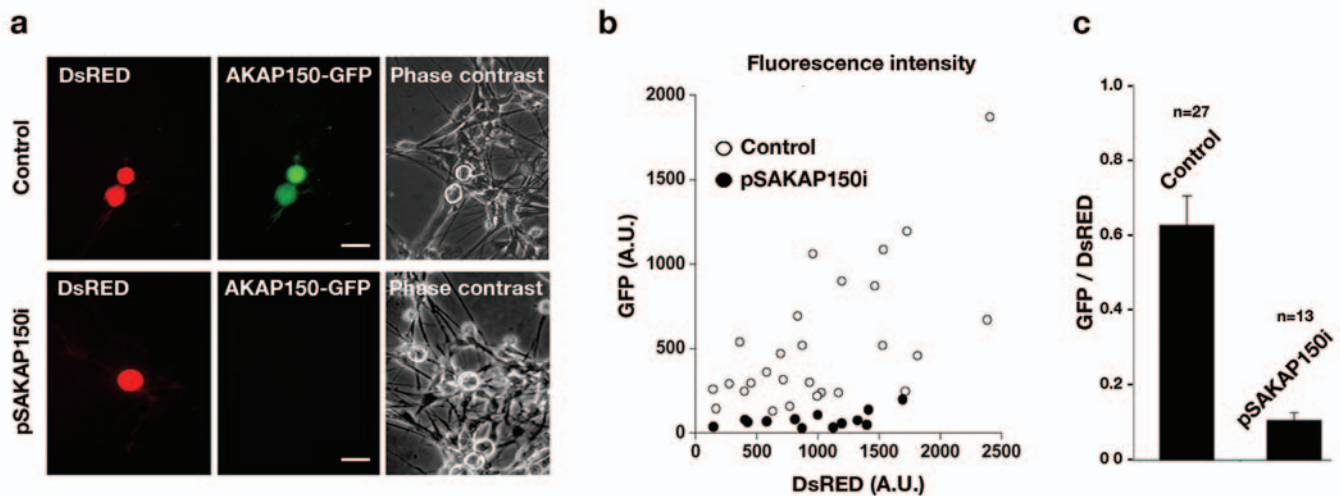 a
DsRED AKAP150-GFP Phase contrast
Control
DsRED AKAP150-GFP Phase contrast
pSAKAP150i
b
Fluorescence intensity
GFP (A.U.)
2000
1500
1000
500
0
Control
pSAKAP150i
0 500 1000 1500 2000 2500
DsRED (A.U.)
c
GFP / DsRED
1.0
0.8
0.6
0.4
0.2
0.0
n=27
Control
n=13
pSAKAP150i